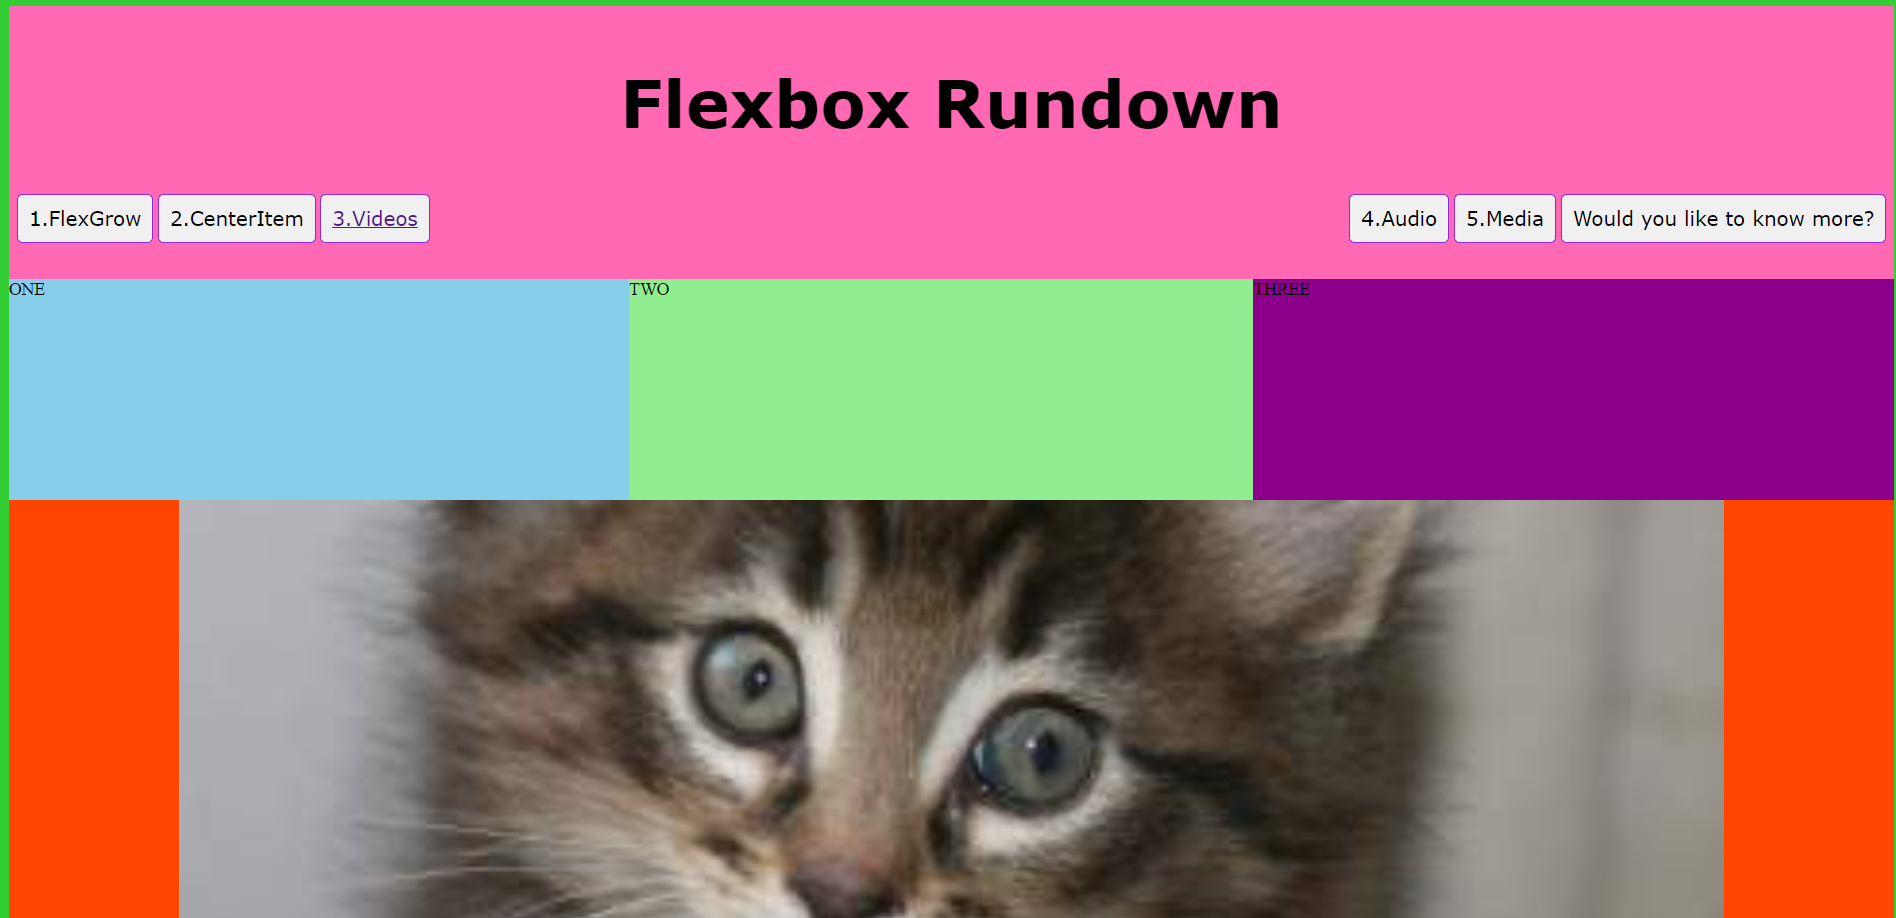 Flexbox Rundown
1.FlexGrow 2.CenterItem 3.Videos 4.Audio 5.Media Would you like to know more?
ONE TWO THREE